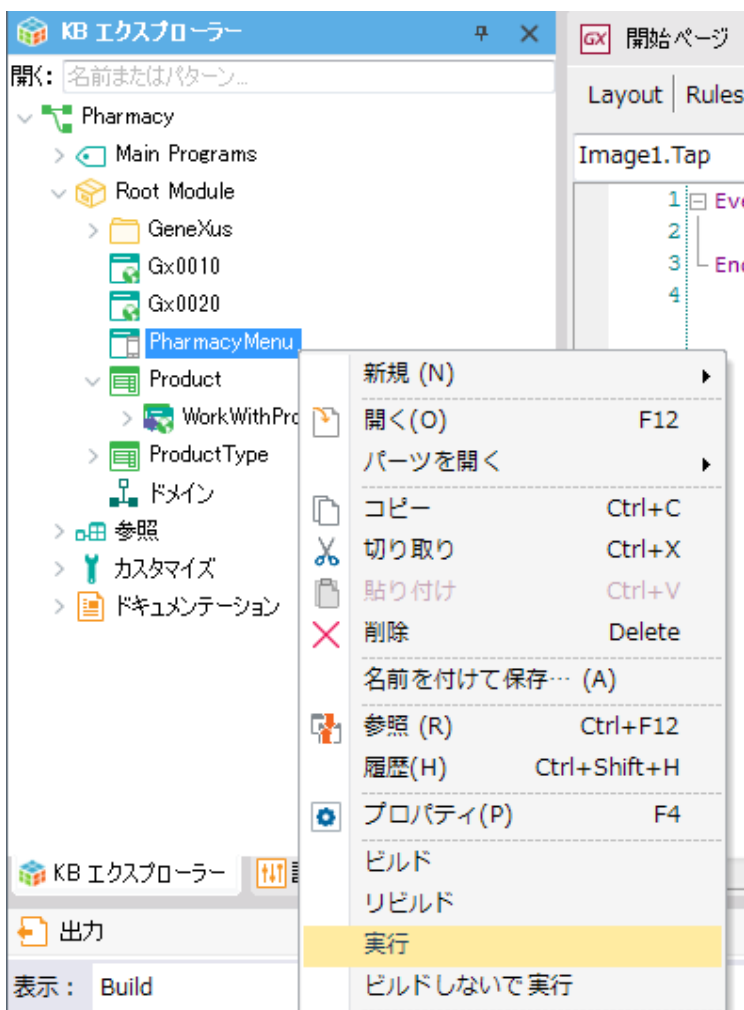 KB エクスプローラー
開く: 名前またはパターン...
Pharmacy
Main Programs
Root Module
GeneXus
Gx0010
Gx0020
PharmacyMenu
Product
WorkWithPro
ProductType
ドメイン
参照
カスタマイズ
ドキュメンテーション
KB エクスプローラー
出力
表示: Build
GX 開始ページ
Layout Rules
Image1.Tap
1 Eve
2
3 End
4
新規 (N)
開く(O) F12
パーツを開く
コピー Ctrl+C
切り取り Ctrl+X
貼り付け Ctrl+V
削除 Delete
名前を付けて保存… (A)
参照 (R) Ctrl+F12
履歴(H) Ctrl+Shift+H
プロパティ(P) F4
ビルド
リビルド
実行
ビルドしないで実行